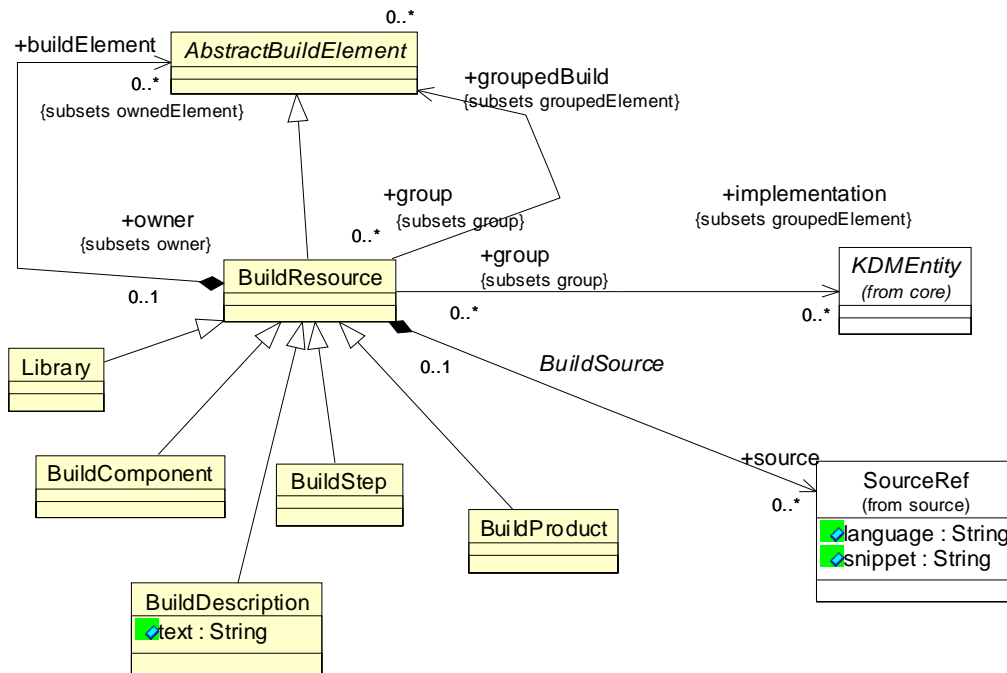 0..*
+buildElement
AbstractBuildElement
0..*
{subsets ownedElement}
+groupedBuild
{subsets groupedElement}
+owner
{subsets owner}
+group
{subsets group}
0..*
+implementation
{subsets groupedElement}
BuildResource
0..1
+group
{subsets group}
0..*
KDMEntity
(from core)
0..*
Library
0..1
BuildSource
BuildComponent
BuildStep
+source
0..*
SourceRef
(from source)
language : String
snippet : String
BuildProduct
BuildDescription
text : String